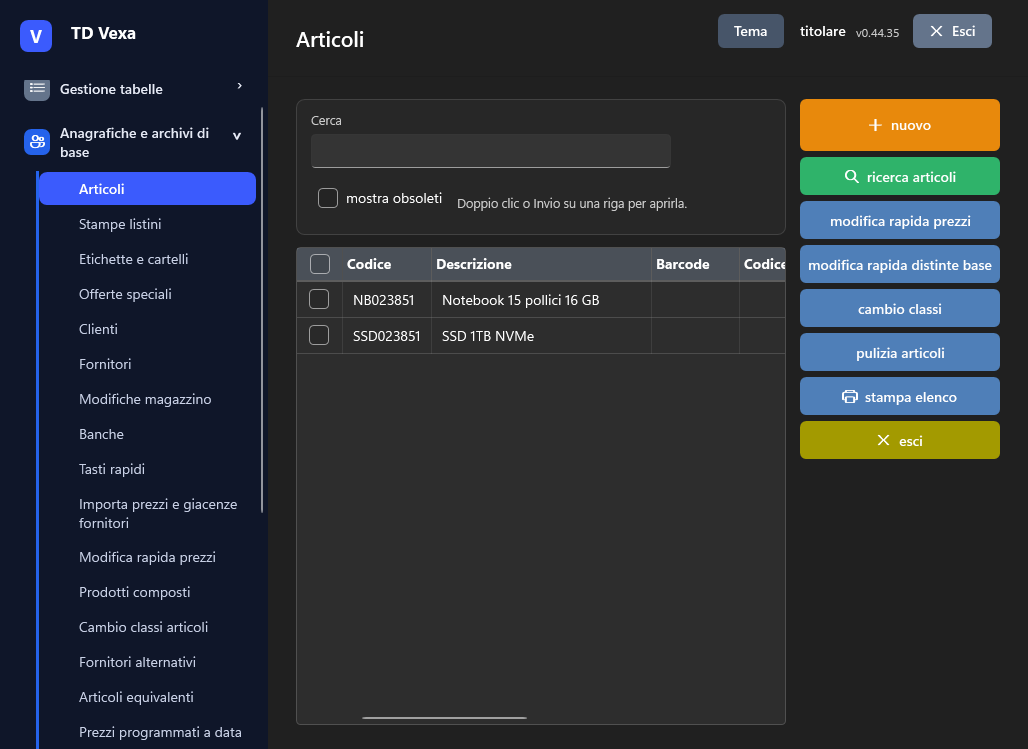 V
TD Vexa
Gestione tabelle
Anagrafiche e archivi di
base
Articoli
Stampe listini
Etichette e cartelli
Offerte speciali
Clienti
Fornitori
Modifiche magazzino
Banche
Tasti rapidi
Importa prezzi e giacenze
fornitori
Modifica rapida prezzi
Prodotti composti
Cambio classi articoli
Fornitori alternativi
Articoli equivalenti
Prezzi programmati a data
Articoli
Tema titolare v0.44.35 Esci
Cerca
mostra obsoleti Doppio clic o Invio su una riga per aprirla.
Codice Descrizione Barcode Codice
NB023851 Notebook 15 pollici 16 GB
SSD023851 SSD 1TB NVMe
nuovo
ricerca articoli
modifica rapida prezzi
modifica rapida distinte base
cambio classi
pulizia articoli
stampa elenco
esci